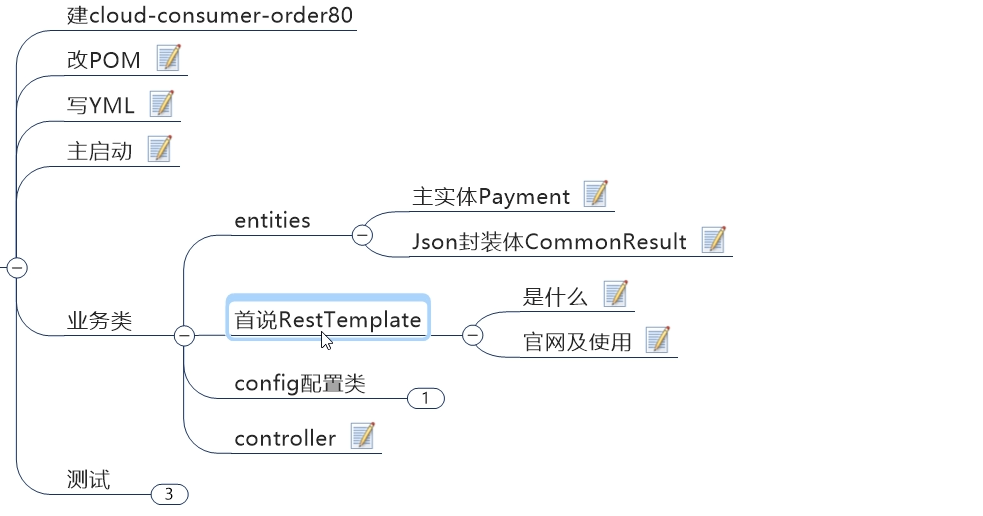 建cloud-consumer-order80
改POM
写YML
主启动
业务类
entities
主实体Payment
Json封装体CommonResult
首说RestTemplate
是什么
官网及使用
config配置类
1
controller
测试
3